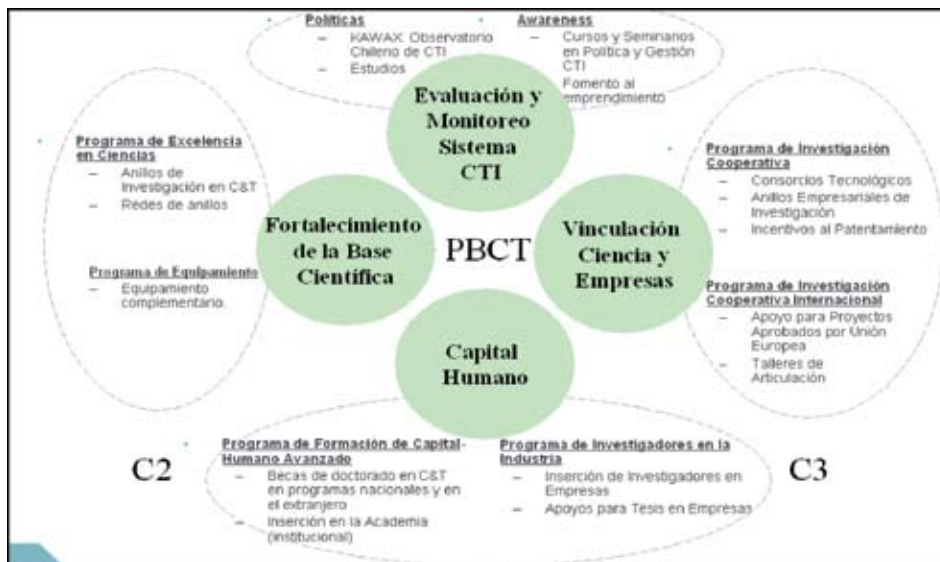 Políticas
– KAWAX: Observatorio
Chileno de CTI
– Estudios
Awareness
– Cursos y Seminarios
en Política y Gestión
CTI
Fomento al
emprendimiento
Evaluación y
Monitoreo
Sistema
CTI
Programa de Excelencia
en Ciencias
– Anillos de
Investigación en C&T
– Redes de anillos
Programa de Equipamiento
– Equipamiento
complementario.
Fortalecimiento
de la Base
Científica
PBCT
Vinculación
Ciencia y
Empresas
Programa de Investigación
Cooperativa
– Consorcios Tecnológicos
– Anillos Empresariales de
Investigación
– Incentivos al Patentamiento
Programa de Investigación
Cooperativa Internacional
– Apoyo para Proyectos
Aprobados por Unión
Europea
– Talleres de
Articulación
Capital
Humano
C2
Programa de Formación de Capital-
Humano Avanzado
– Becas de doctorado en C&T
en programas nacionales y en
el extranjero
– Inserción en la Academia
(institucional)
Programa de Investigadores en la
Industria
– Inserción de Investigadores en
Empresas
– Apoyos para Tesis en Empresas
C3